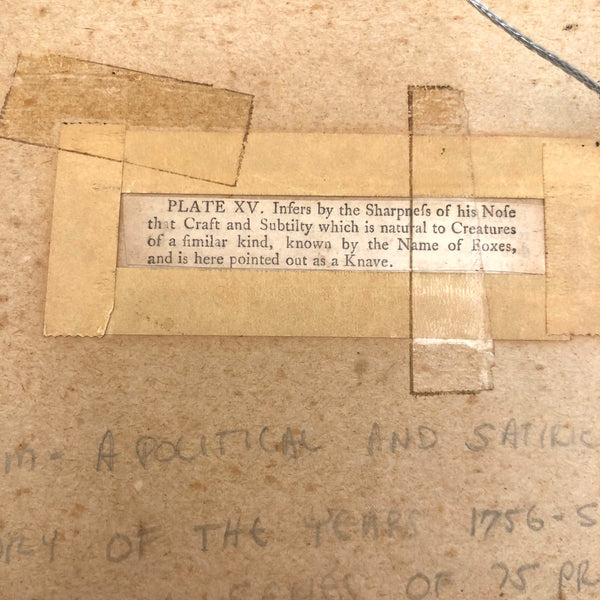 PLATE XV. Infers by the Sharpneſs of his Noſe
that Craft and Subtilty which is natural to Creatures
of a ſimilar kind, known by the Name of Foxes,
and is here pointed out as a Knave.
M - A POLITICAL AND SATIRIC
ORY OF THE YEARS 1756-5
SERIES OF 75 PR